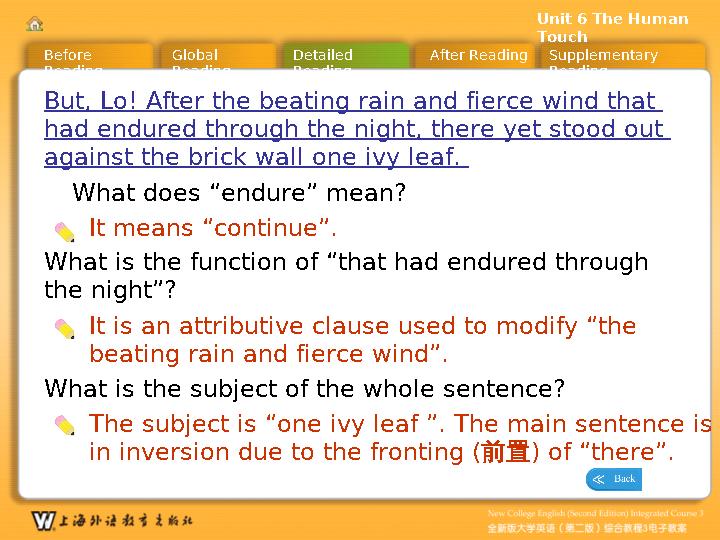 Unit 6 The Human
Touch
Before
Reading
Global
Reading
Detailed
Reading
After Reading
Supplementary
Reading
But, Lo! After the beating rain and fierce wind that
had endured through the night, there yet stood out
against the brick wall one ivy leaf.
What does “endure” mean?
It means “continue”.
What is the function of “that had endured through
the night”?
It is an attributive clause used to modify “the
beating rain and fierce wind”.
What is the subject of the whole sentence?
The subject is “one ivy leaf ”. The main sentence is
in inversion due to the fronting (前置) of “there”.
Back
上海外语教育出版社
New College English (Second Edition) Integrated Course 3
全新版大学英语（第二版）综合教程3电子教案